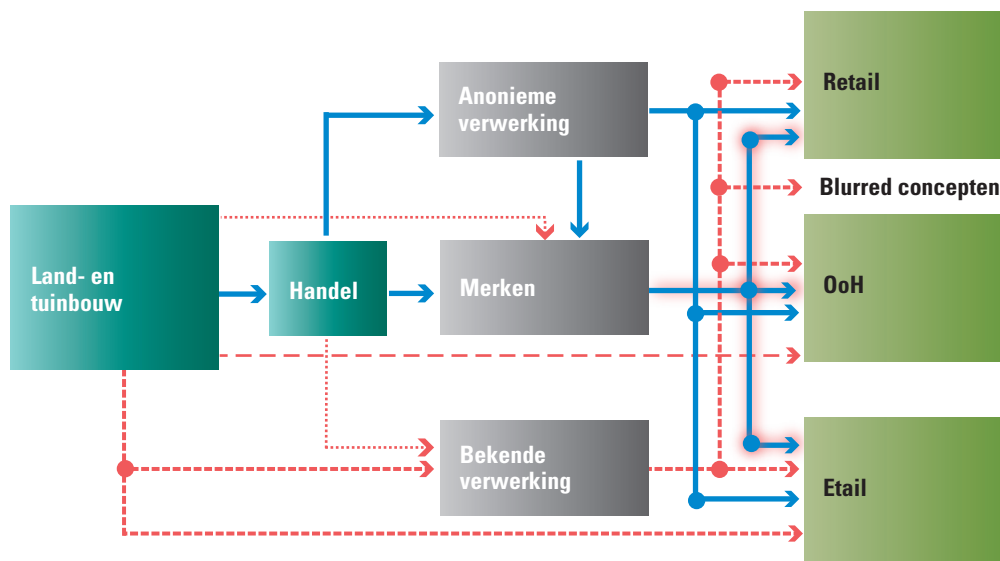 Land- en
tuinbouw
Handel
Anonieme
verwerking
Merken
Bekende
verwerking
Retail
Blurred concepten
OoH
Etail